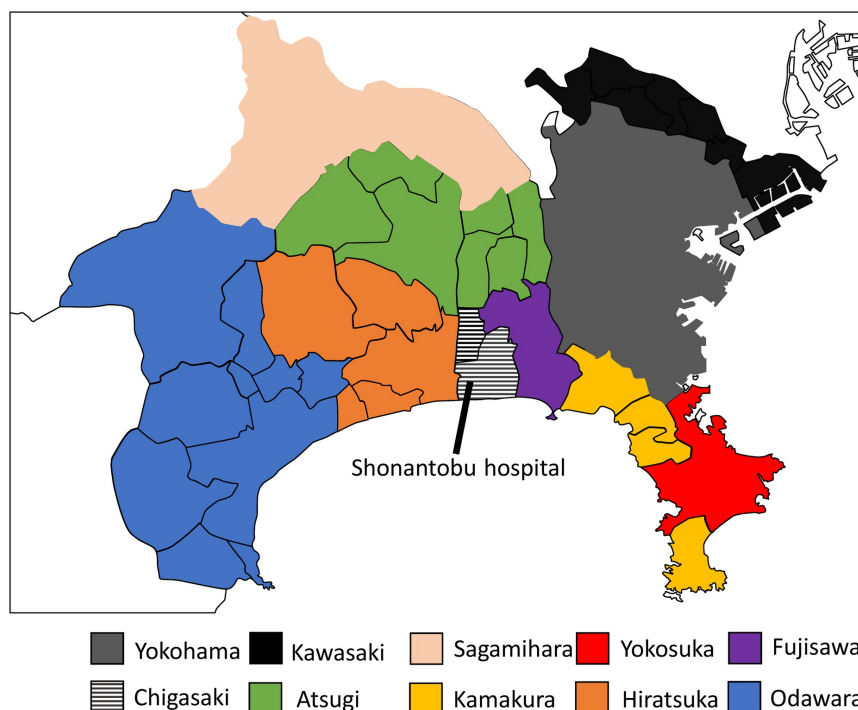 Shonantobu hospital
Yokohama Kawasaki Sagamihara Yokosuka Fujisawa
Chigasaki Atsugi Kamakura Hiratsuka Odawara